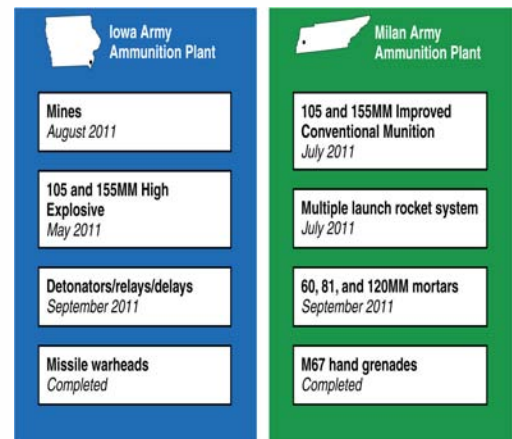 Iowa Army
Ammunition Plant
Mines
August 2011
105 and 155MM High
Explosive
May 2011
Detonators/relays/delays
September 2011
Missile warheads
Completed
Milan Army
Ammunition Plant
105 and 155MM Improved
Conventional Munition
July 2011
Multiple launch rocket system
July 2011
60, 81, and 120MM mortars
September 2011
M67 hand grenades
Completed